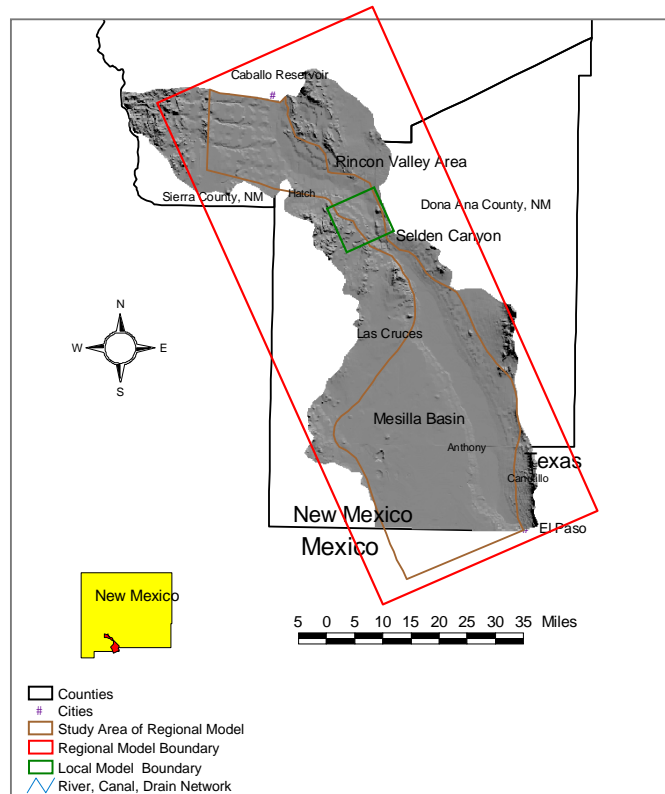 Caballo Reservoir
#
Rincon Valley Area
Sierra County, NM
Hatch
Dona Ana County, NM
Selden Canyon
N
W E
S
Las Cruces
Mesilla Basin
Anthony
Texas
Canutillo
New Mexico
# El Paso
Mexico
New Mexico
5 0 5 10 15 20 25 30 35 Miles
Counties
# Cities
Study Area of Regional Model
Regional Model Boundary
Local Model Boundary
River, Canal, Drain Network